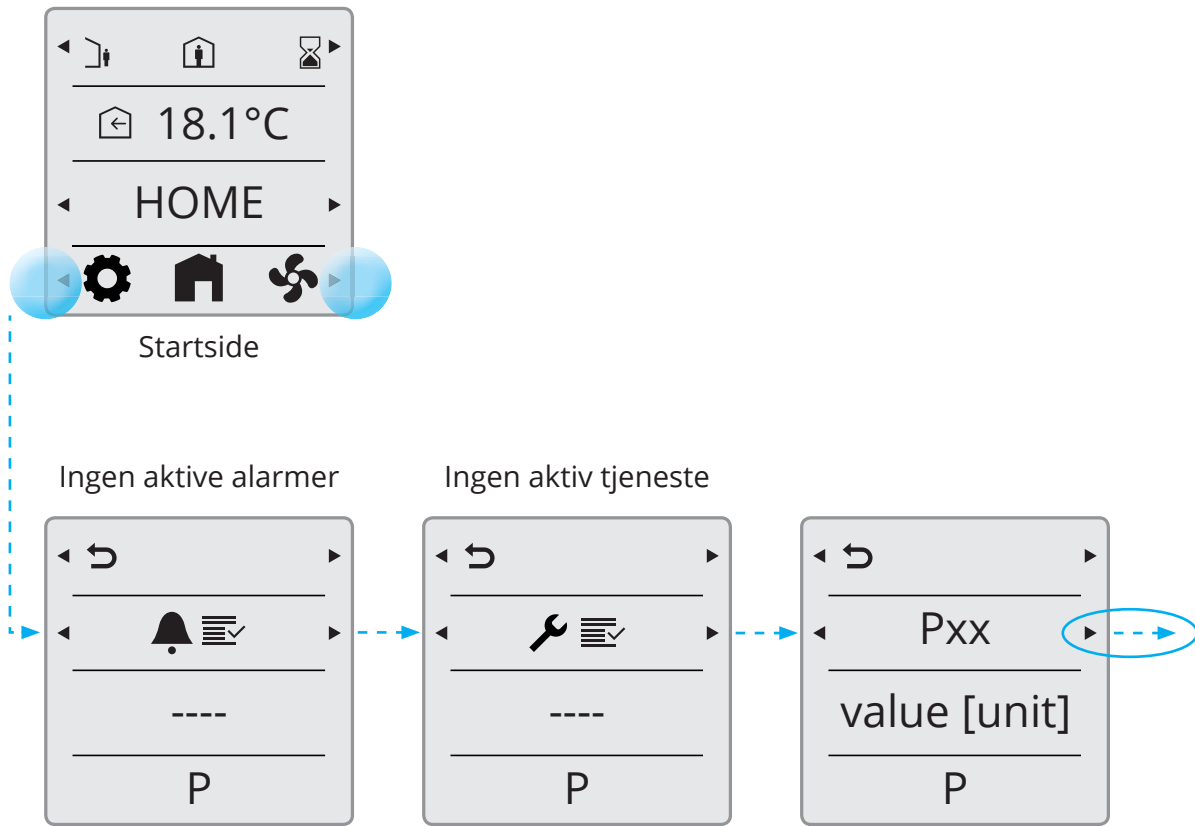 18.1°C
HOME
Startside
Ingen aktive alarmer
Ingen aktiv tjeneste
----
P
----
P
Pxx
value [unit]
P